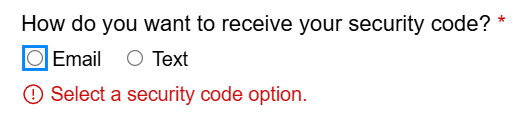 How do you want to receive your security code? *
Email Text
Select a security code option.